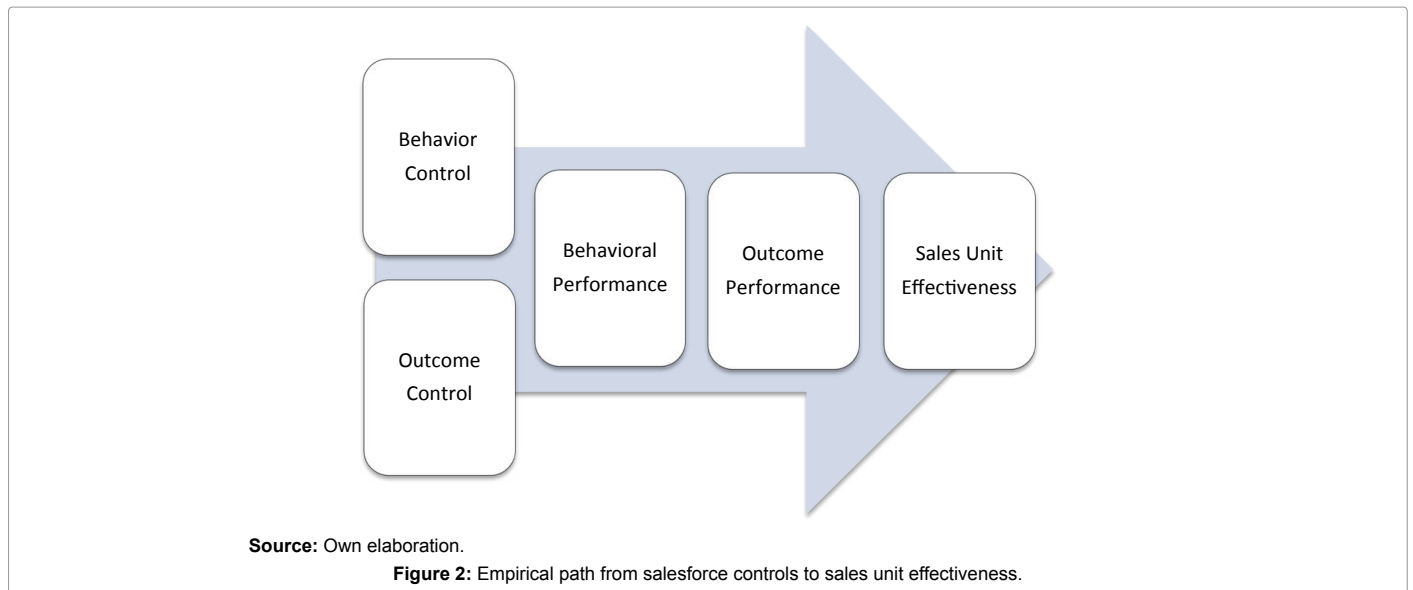 Behavior
Control
Outcome
Control
Behavioral
Performance
Outcome
Performance
Sales Unit
Effectiveness
Source: Own elaboration.
Figure 2: Empirical path from salesforce controls to sales unit effectiveness.